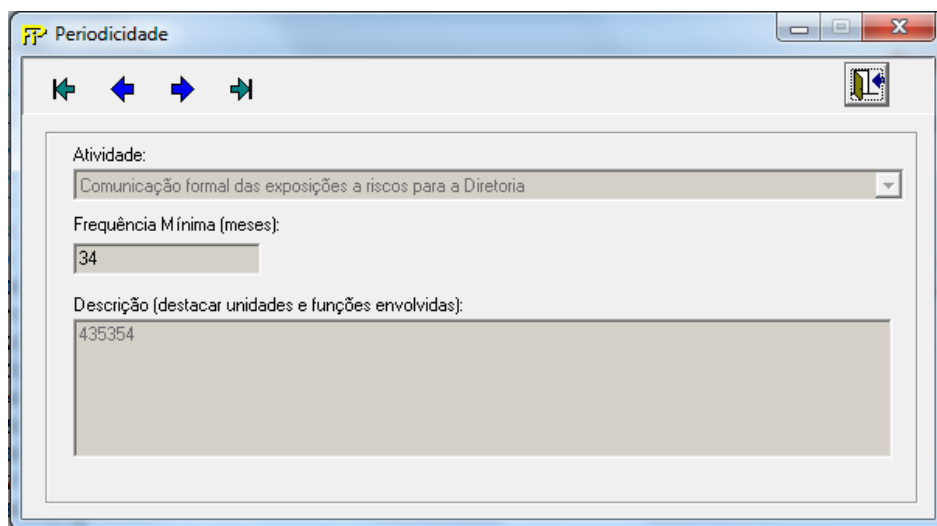 FIP Periodicidade
Atividade:
Comunicação formal das exposições a riscos para a Diretoria
Frequência Mínima (meses):
34
Descrição (destacar unidades e funções envolvidas):
435354